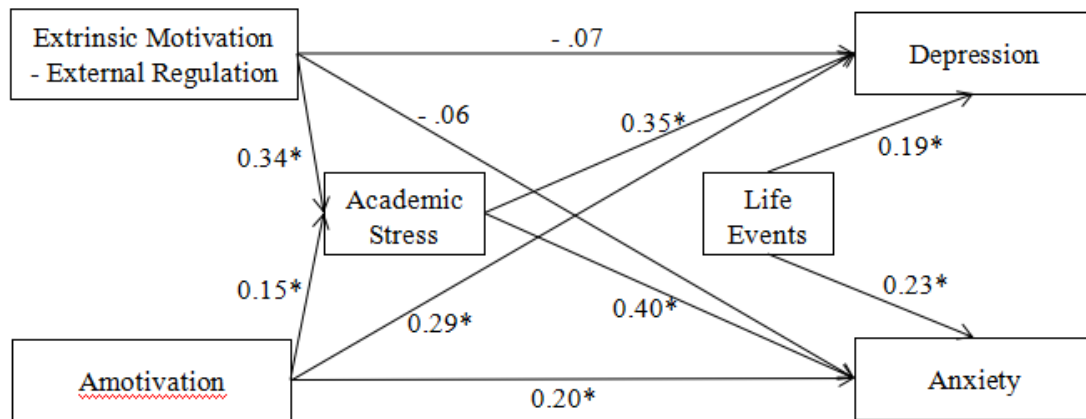 Extrinsic Motivation
- External Regulation
- .07
Depression
- .06
0.35*
0.34*
0.19*
Academic
Stress
Life
Events
0.15*
0.29*
0.40*
0.23*
Amotivation
0.20*
Anxiety